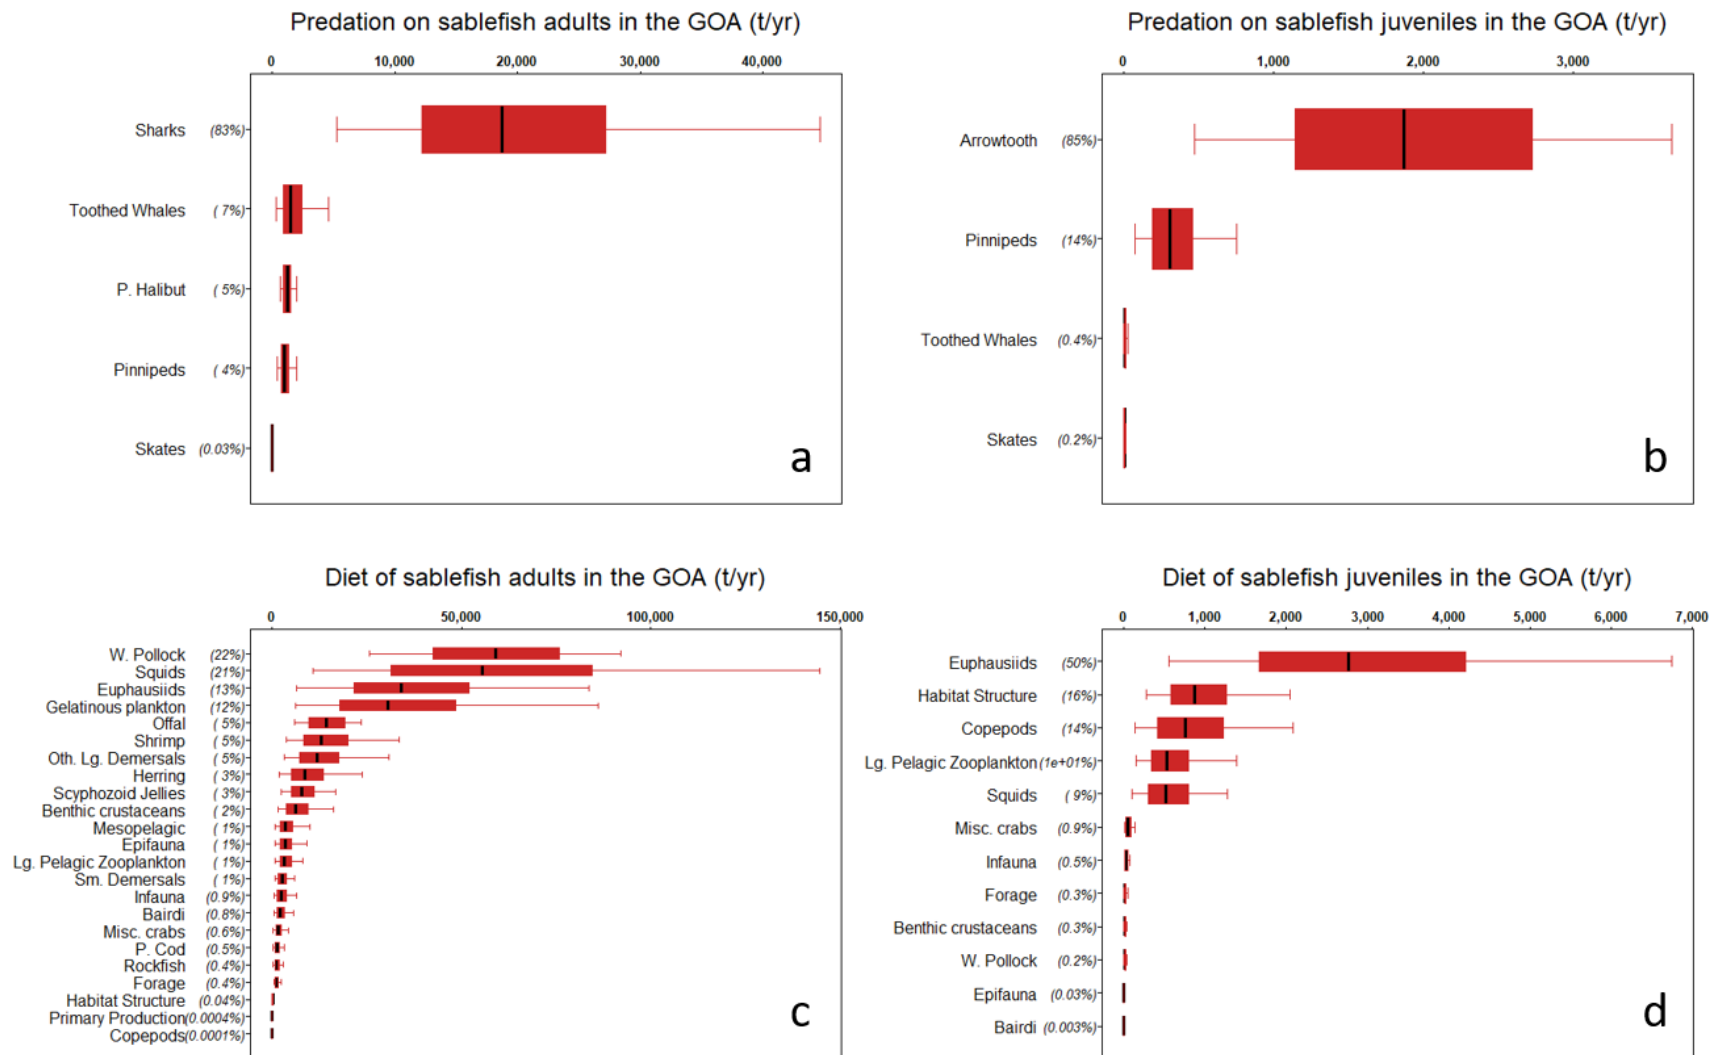 Predation on sablefish adults in the GOA (t/yr)
0 10,000 20,000 30,000 40,000
Sharks (83%)
Toothed Whales ( 7%)
P. Halibut ( 5%)
Pinnipeds ( 4%)
Skates (0.03%)
a
Predation on sablefish juveniles in the GOA (t/yr)
0 1,000 2,000 3,000
Arrowtooth (85%)
Pinnipeds (14%)
Toothed Whales (0.4%)
Skates (0.2%)
b
Diet of sablefish adults in the GOA (t/yr)
0 50,000 100,000 150,000
W. Pollock (22%)
Squids (21%)
Euphausiids (13%)
Gelatinous plankton (12%)
Offal ( 5%)
Shrimp ( 5%)
Oth. Lg. Demersals ( 5%)
Herring ( 3%)
Scyphozoid Jellies ( 3%)
Benthic crustaceans ( 2%)
Mesopelagic ( 1%)
Epifauna ( 1%)
Lg. Pelagic Zooplankton ( 1%)
Sm. Demersals ( 1%)
Infauna (0.9%)
Bairdi (0.8%)
Misc. crabs (0.6%)
P. Cod (0.5%)
Rockfish (0.4%)
Forage (0.4%)
Habitat Structure (0.04%)
Primary Production(0.0004%)
Copepods(0.0001%)
c
Diet of sablefish juveniles in the GOA (t/yr)
0 1,000 2,000 3,000 4,000 5,000 6,000 7,000
Euphausiids (50%)
Habitat Structure (16%)
Copepods (14%)
Lg. Pelagic Zooplankton(1e+01%)
Squids ( 9%)
Misc. crabs (0.9%)
Infauna (0.5%)
Forage (0.3%)
Benthic crustaceans (0.3%)
W. Pollock (0.2%)
Epifauna (0.03%)
Bairdi (0.003%)
d